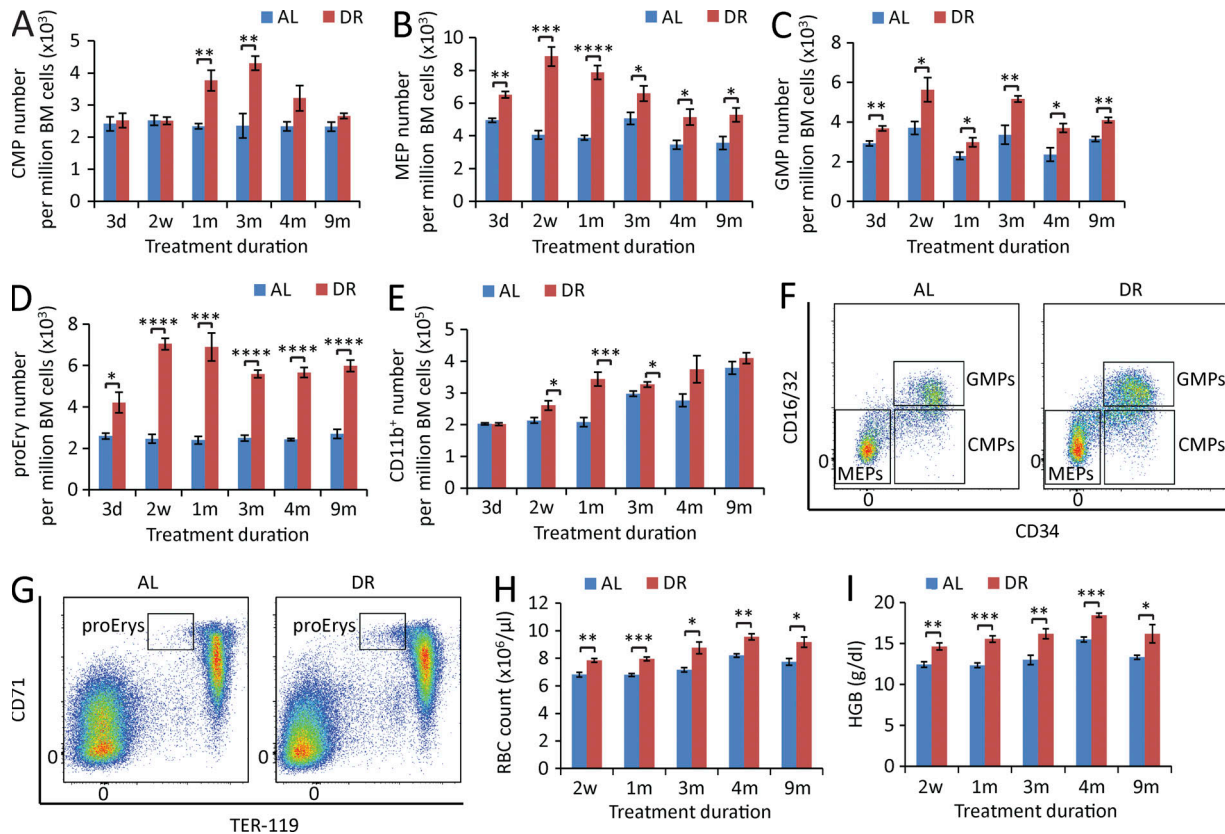 A
AL DR
CMP number
per million BM cells (x10³)
5
4
3
2
1
0
** **
3d 2w 1m 3m 4m 9m
Treatment duration
B
AL DR
MEP number
per million BM cells (x10³)
10
8
6
4
2
0
** *** **** * * *
3d 2w 1m 3m 4m 9m
Treatment duration
C
AL DR
GMP number
per million BM cells (x10³)
8
6
4
2
0
** * * ** * **
3d 2w 1m 3m 4m 9m
Treatment duration
D
AL DR
proEry number
per million BM cells (x10³)
8
6
4
2
0
* **** *** **** **** ****
3d 2w 1m 3m 4m 9m
Treatment duration
E
AL DR
CD11b⁺ number
per million BM cells (x10⁵)
5
4
3
2
1
0
* *** *
3d 2w 1m 3m 4m 9m
Treatment duration
F
AL DR
CD16/32
GMPs
CMPs
MEPs
0
0
GMPs
CMPs
MEPs
0
0
CD34
G
AL DR
CD71
proErys
0
0
proErys
0
0
TER-119
H
AL DR
RBC count (x10⁶/µl)
12
10
8
6
4
2
0
** *** * ** *
2w 1m 3m 4m 9m
Treatment duration
I
AL DR
HGB (g/dl)
20
15
10
5
0
** *** ** *** *
2w 1m 3m 4m 9m
Treatment duration